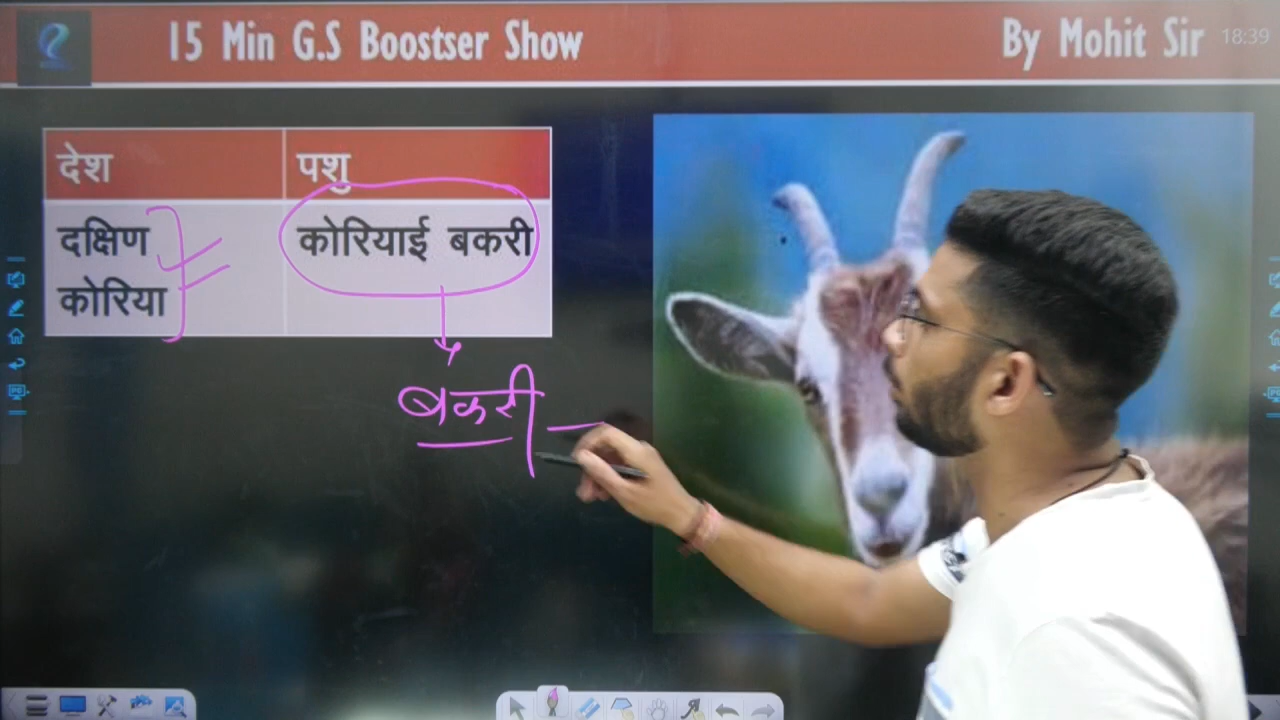 15 Min G.S Boostser Show
By Mohit Sir 18:39
देश
पशु
दक्षिण
कोरिया
कोरियाई बकरी
बकरी